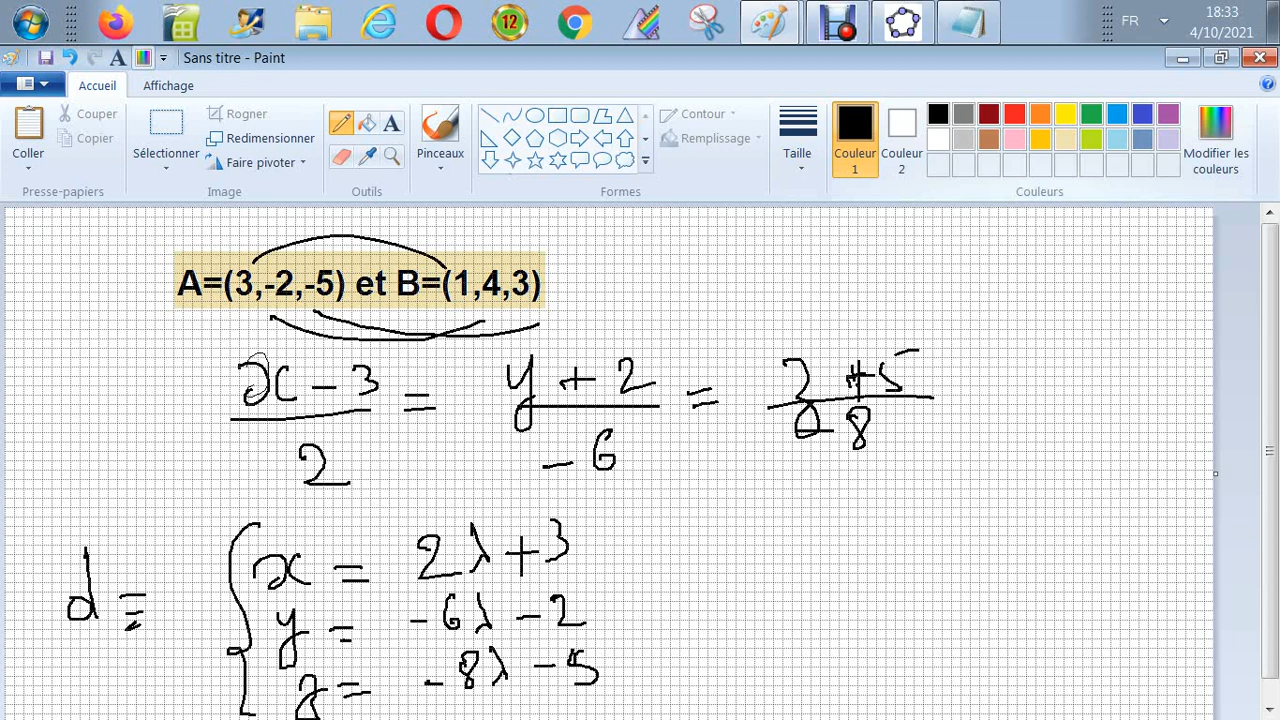 12
FR
18:33
4/10/2021
Sans titre - Paint
Accueil Affichage
Coller
Couper
Copier
Presse-papiers
Sélectionner
Rogner
Redimensionner
Faire pivoter
Image
A
Outils
Pinceaux
Formes
Contour
Remplissage
Taille
Couleur 1
Couleur 2
Modifier les couleurs
Couleurs
A=(3,-2,-5) et B=(1,4,3)
x - 3 = y + 2 = z + 5
2 - 6 - 8
d ≡
x = 2λ + 3
y = - 6λ - 2
z = - 8λ - 5